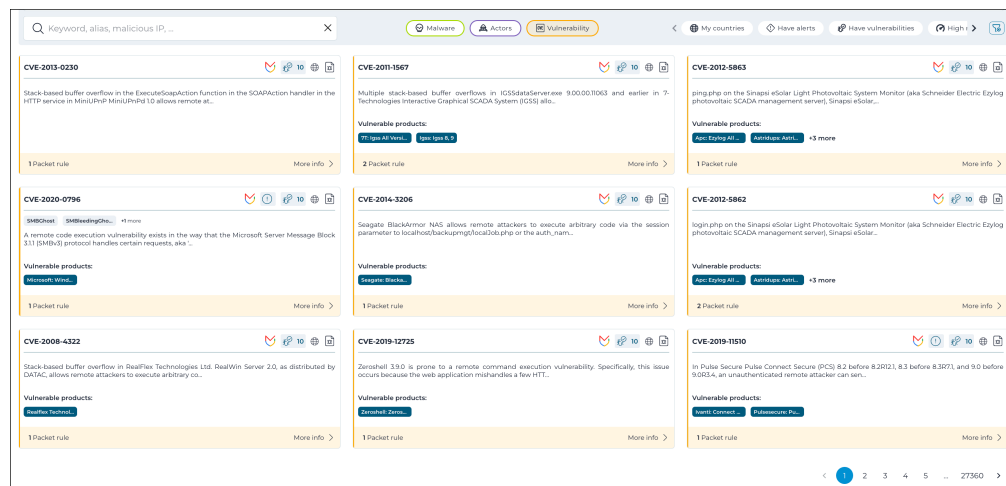 Keyword, alias, malicious IP, ...
Malware
Actors
Vulnerability
My countries
Have alerts
Have vulnerabilities
High
CVE-2013-0230
10
Stack-based buffer overflow in the ExecuteSoapAction function in the SOAPAction handler in the
HTTP service in MiniUPnP MiniUPnPd 1.0 allows remote at...
1 Packet rule
More info
CVE-2011-1567
10
Multiple stack-based buffer overflows in IGSSdataServer.exe 9.00.00.11063 and earlier in 7-
Technologies Interactive Graphical SCADA System (IGSS) allo...
Vulnerable products:
7T: Igss All Versi...
Igss: Igss 8, 9
2 Packet rule
More info
CVE-2012-5863
10
ping.php on the Sinapsi eSolar Light Photovoltaic System Monitor (aka Schneider Electric Ezylog
photovoltaic SCADA management server), Sinapsi eSolar...
Vulnerable products:
Apc: Ezylog All ...
Astridups: Astri...
+3 more
1 Packet rule
More info
CVE-2020-0796
10
SMBGhost
SMBleedingGho...
+1 more
A remote code execution vulnerability exists in the way that the Microsoft Server Message Block
3.1.1 (SMBv3) protocol handles certain requests, aka '...
Vulnerable products:
Microsoft: Wind...
1 Packet rule
More info
CVE-2014-3206
10
Seagate BlackArmor NAS allows remote attackers to execute arbitrary code via the session
parameter to localhost/backupmgt/localJob.php or the auth_nam...
Vulnerable products:
Seagate: Blacka...
1 Packet rule
More info
CVE-2012-5862
10
login.php on the Sinapsi eSolar Light Photovoltaic System Monitor (aka Schneider Electric Ezylog
photovoltaic SCADA management server), Sinapsi eSolar...
Vulnerable products:
Apc: Ezylog All ...
Astridups: Astri...
+3 more
2 Packet rule
More info
CVE-2008-4322
10
Stack-based buffer overflow in RealFlex Technologies Ltd. RealWin Server 2.0, as distributed by
DATAC, allows remote attackers to execute arbitrary co...
Vulnerable products:
Realflex Technol...
1 Packet rule
More info
CVE-2019-12725
10
Zeroshell 3.9.0 is prone to a remote command execution vulnerability. Specifically, this issue
occurs because the web application mishandles a few HTT...
Vulnerable products:
Zeroshell: Zeros...
1 Packet rule
More info
CVE-2019-11510
10
In Pulse Secure Pulse Connect Secure (PCS) 8.2 before 8.2R12.1, 8.3 before 8.3R7.1, and 9.0 before
9.0R3.4, an unauthenticated remote attacker can sen...
Vulnerable products:
Ivanti: Connect ...
Pulsesecure: Pu...
1 Packet rule
More info
1 2 3 4 5 ... 27360